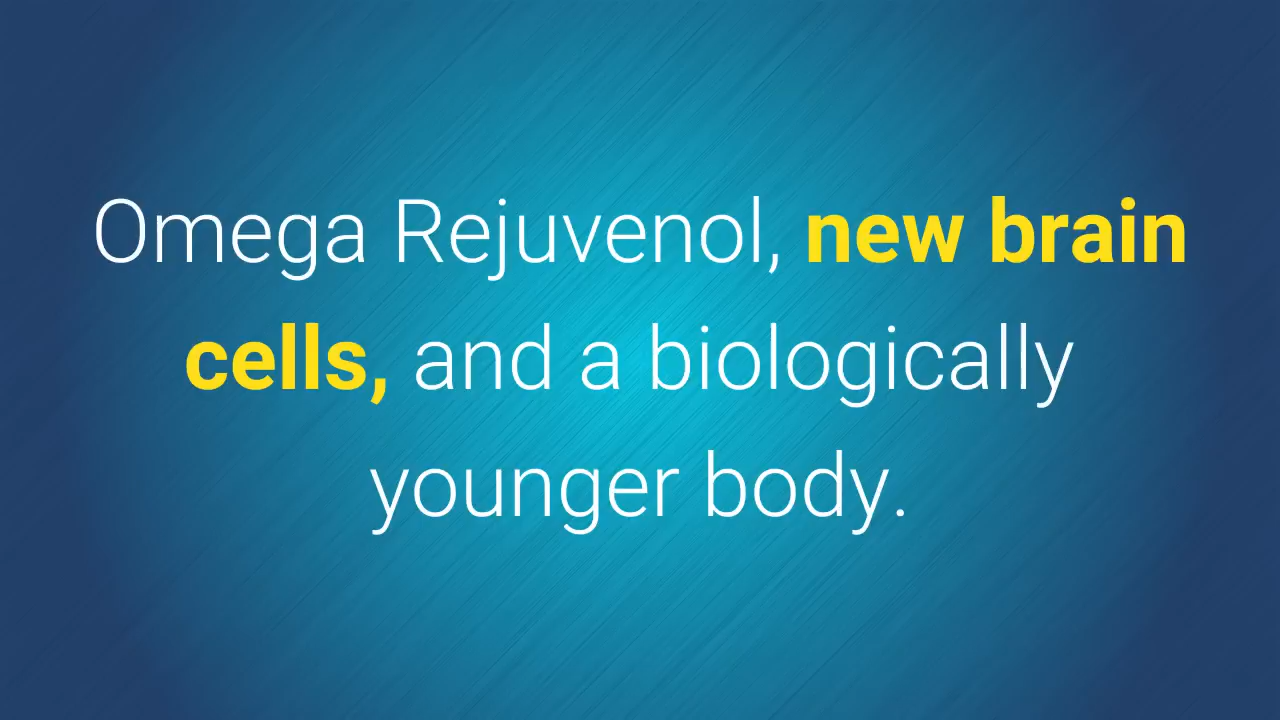 Omega Rejuvenol, new brain
cells, and a biologically
younger body.